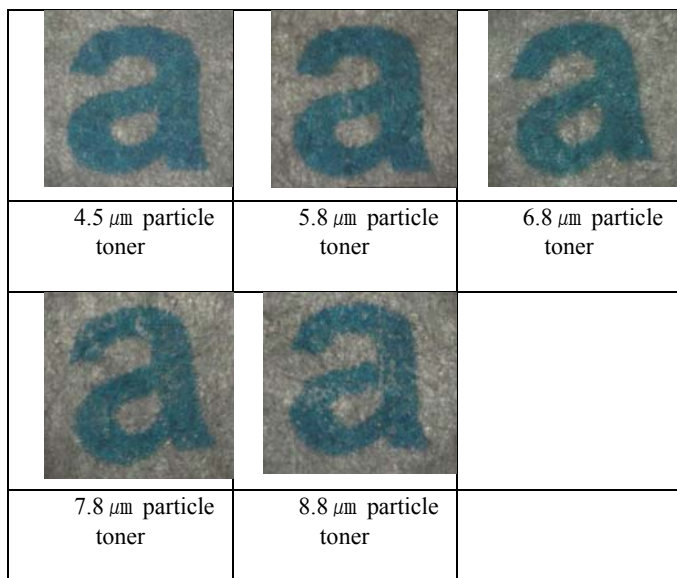 a a a
4.5 ㎛ particle 5.8 ㎛ particle 6.8 ㎛ particle
toner toner toner
a a
7.8 ㎛ particle 8.8 ㎛ particle
toner toner